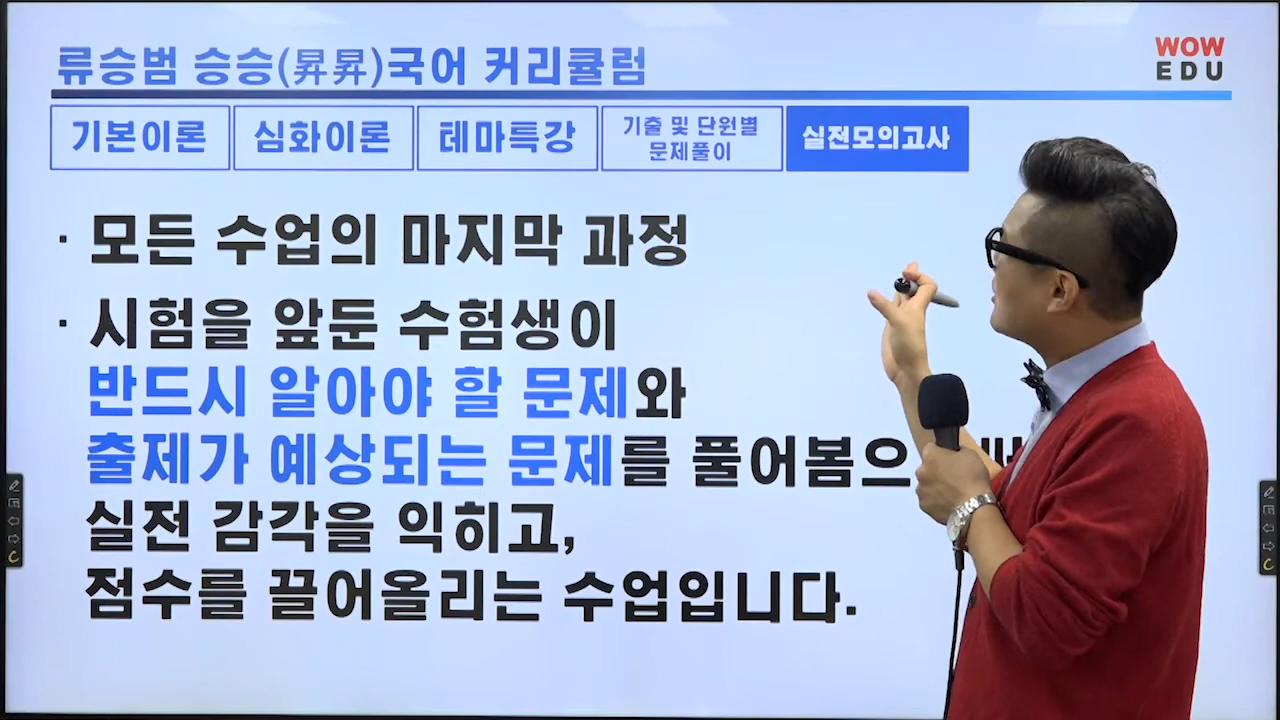 류승범 승승(昇昇)국어 커리큘럼
WOW
EDU
기본이론
심화이론
테마특강
기출 및 단원별
문제풀이
실전모의고사
· 모든 수업의 마지막 과정
· 시험을 앞둔 수험생이
반드시 알아야 할 문제와
출제가 예상되는 문제를
실전 감각을 익히고,
점수를 끌어올리는 수업입니다.